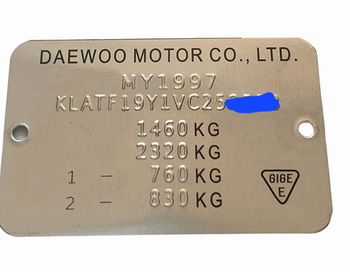 DAEWOO MOTOR CO., LTD.
MY1997
KLATF19Y1VC25
1460 KG
2320 KG
1 - 760 KG
2 - 830 KG
GIGE
E